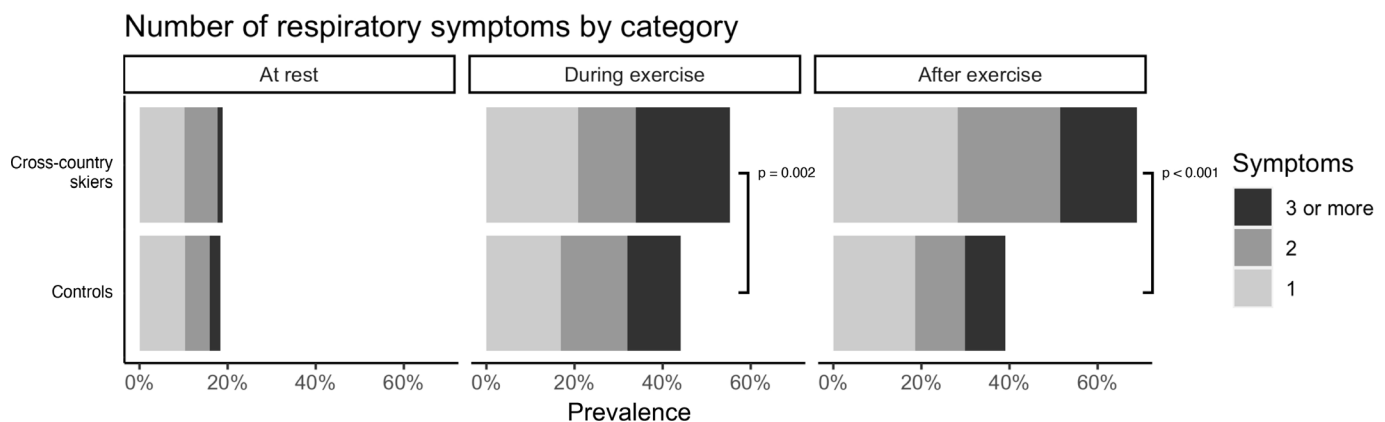 Number of respiratory symptoms by category
At rest
During exercise
After exercise
Cross-country
skiers
Controls
p = 0.002
p < 0.001
Symptoms
3 or more
2
1
0% 20% 40% 60%
0% 20% 40% 60%
0% 20% 40% 60%
Prevalence